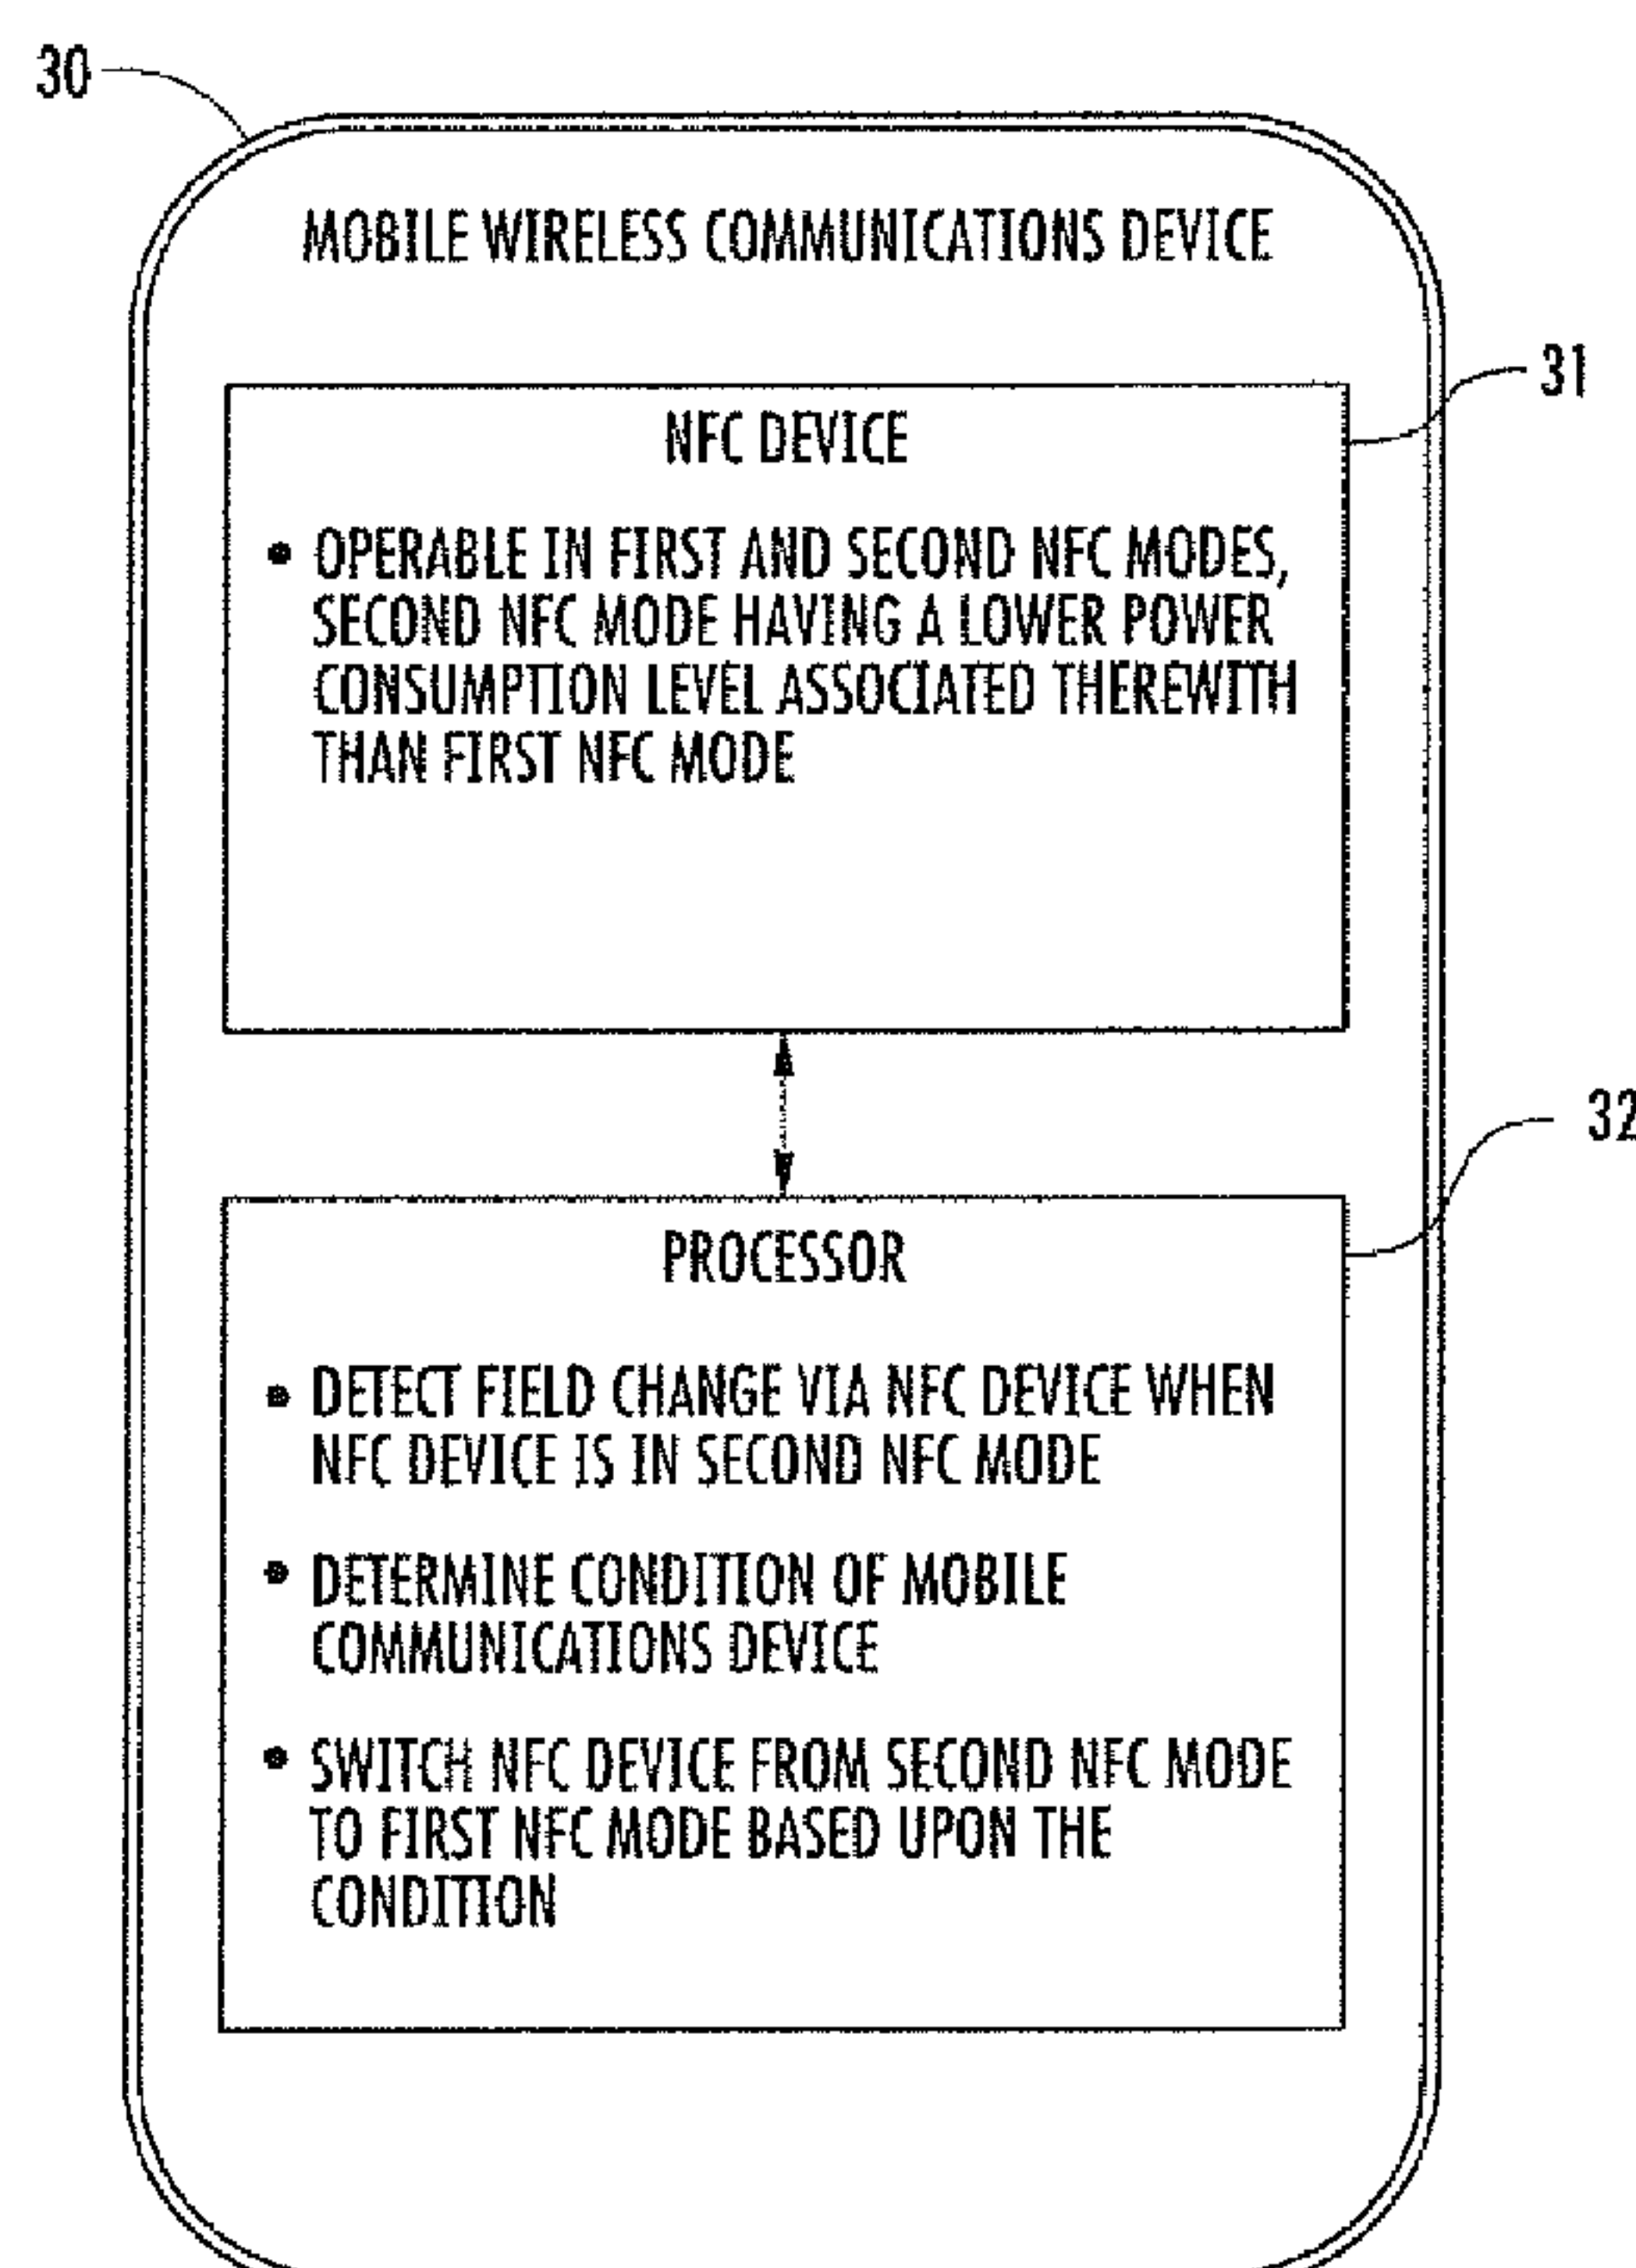 30
MOBILE WIRELESS COMMUNICATIONS DEVICE
31
NFC DEVICE
• OPERABLE IN FIRST AND SECOND NFC MODES,
SECOND NFC MODE HAVING A LOWER POWER
CONSUMPTION LEVEL ASSOCIATED THEREWITH
THAN FIRST NFC MODE
32
PROCESSOR
• DETECT FIELD CHANGE VIA NFC DEVICE WHEN
NFC DEVICE IS IN SECOND NFC MODE
• DETERMINE CONDITION OF MOBILE
COMMUNICATIONS DEVICE
• SWITCH NFC DEVICE FROM SECOND NFC MODE
TO FIRST NFC MODE BASED UPON THE
CONDITION